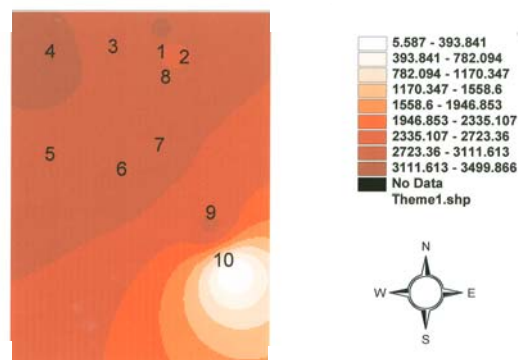 4
3
1
2
8
5
6
7
9
10
5.587 - 393.841
393.841 - 782.094
782.094 - 1170.347
1170.347 - 1558.6
1558.6 - 1946.853
1946.853 - 2335.107
2335.107 - 2723.36
2723.36 - 3111.613
3111.613 - 3499.866
No Data
Theme1.shp
N
W E
S